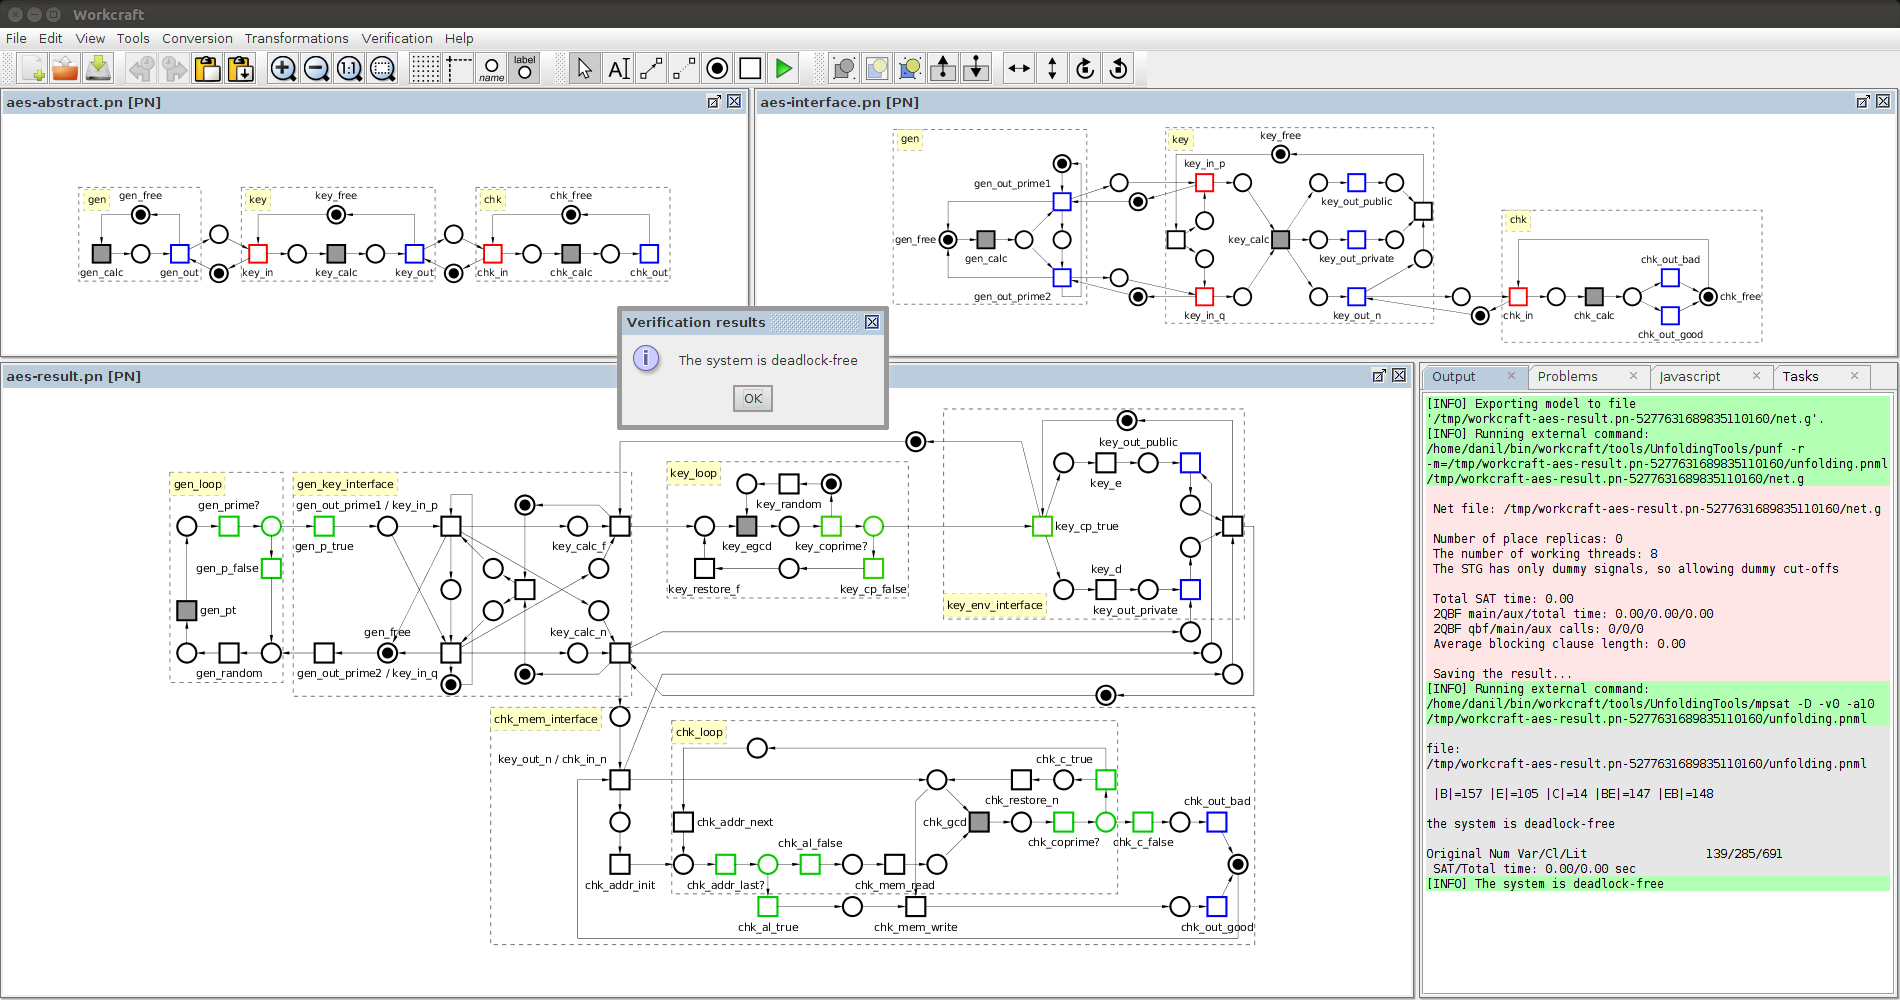 Workcraft
File Edit View Tools Conversion Transformations Verification Help
name
label
aes-abstract.pn [PN]
gen
gen_free
key
key_free
chk
chk_free
gen_calc
gen_out
key_in
key_calc
key_out
chk_in
chk_calc
chk_out
aes-interface.pn [PN]
gen
gen_out_prime1
gen_free
gen_calc
gen_out_prime2
key
key_free
key_in_p
key_out_public
key_calc
key_out_private
key_in_q
key_out_n
chk
chk_out_bad
chk_free
chk_in
chk_calc
chk_out_good
Verification results
The system is deadlock-free
OK
aes-result.pn [PN]
gen_loop
gen_prime?
gen_p_false
gen_pt
gen_random
gen_key_interface
gen_out_prime1 / key_in_p
gen_p_true
key_calc_f
gen_free
key_calc_n
gen_out_prime2 / key_in_q
key_loop
key_random
key_egcd
key_coprime?
key_restore_f
key_cp_false
key_out_public
key_e
key_cp_true
key_d
key_env_interface
key_out_private
chk_mem_interface
chk_loop
key_out_n / chk_in_n
chk_c_true
chk_restore_n
chk_out_bad
chk_addr_next
chk_gcd
chk_al_false
chk_coprime?
chk_c_false
chk_addr_init
chk_addr_last?
chk_mem_read
chk_al_true
chk_mem_write
chk_out_good
Output Problems Javascript Tasks
[INFO] Exporting model to file
'/tmp/workcraft-aes-result.pn-5277631689835110160/net.g'.
[INFO] Running external command:
/home/danil/bin/workcraft/tools/UnfoldingTools/punf -r
-m=/tmp/workcraft-aes-result.pn-5277631689835110160/unfolding.pnml
/tmp/workcraft-aes-result.pn-5277631689835110160/net.g
Net file: /tmp/workcraft-aes-result.pn-5277631689835110160/net.g
Number of place replicas: 0
The number of working threads: 8
The STG has only dummy signals, so allowing dummy cut-offs
Total SAT time: 0.00
2QBF main/aux/total time: 0.00/0.00/0.00
2QBF qbf/main/aux calls: 0/0/0
Average blocking clause length: 0.00
Saving the result...
[INFO] Running external command:
/home/danil/bin/workcraft/tools/UnfoldingTools/mpsat -D -v0 -a10
/tmp/workcraft-aes-result.pn-5277631689835110160/unfolding.pnml
file:
/tmp/workcraft-aes-result.pn-5277631689835110160/unfolding.pnml
|B|=157 |E|=105 |C|=14 |BE|=147 |EB|=148
the system is deadlock-free
Original Num Var/Cl/Lit 139/285/691
SAT/Total time: 0.00/0.00 sec
[INFO] The system is deadlock-free